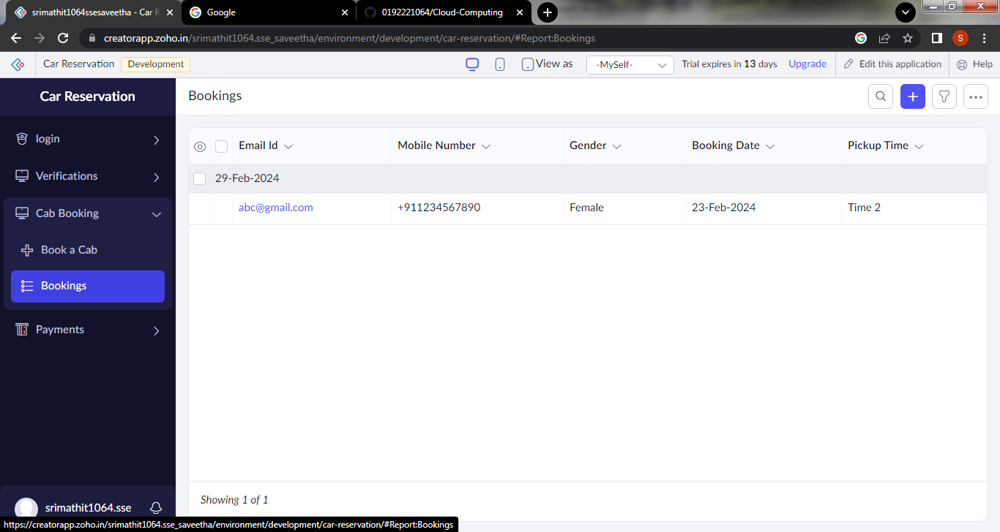 srimathit1064ssesaveetha - Car R
Google
0192221064/Cloud-Computing
creatorapp.zoho.in/srimathit1064.sse_saveetha/environment/development/car-reservation/#Report:Bookings
S
Car Reservation
Development
View as
-MySelf-
Trial expires in 13 days
Upgrade
Edit this application
Help
Car Reservation
login
Verifications
Cab Booking
Book a Cab
Bookings
Payments
srimathit1064.sse
Bookings
Email Id Mobile Number Gender Booking Date Pickup Time
29-Feb-2024
abc@gmail.com +911234567890 Female 23-Feb-2024 Time 2
Showing 1 of 1
https://creatorapp.zoho.in/srimathit1064.sse_saveetha/environment/development/car-reservation/#Report:Bookings